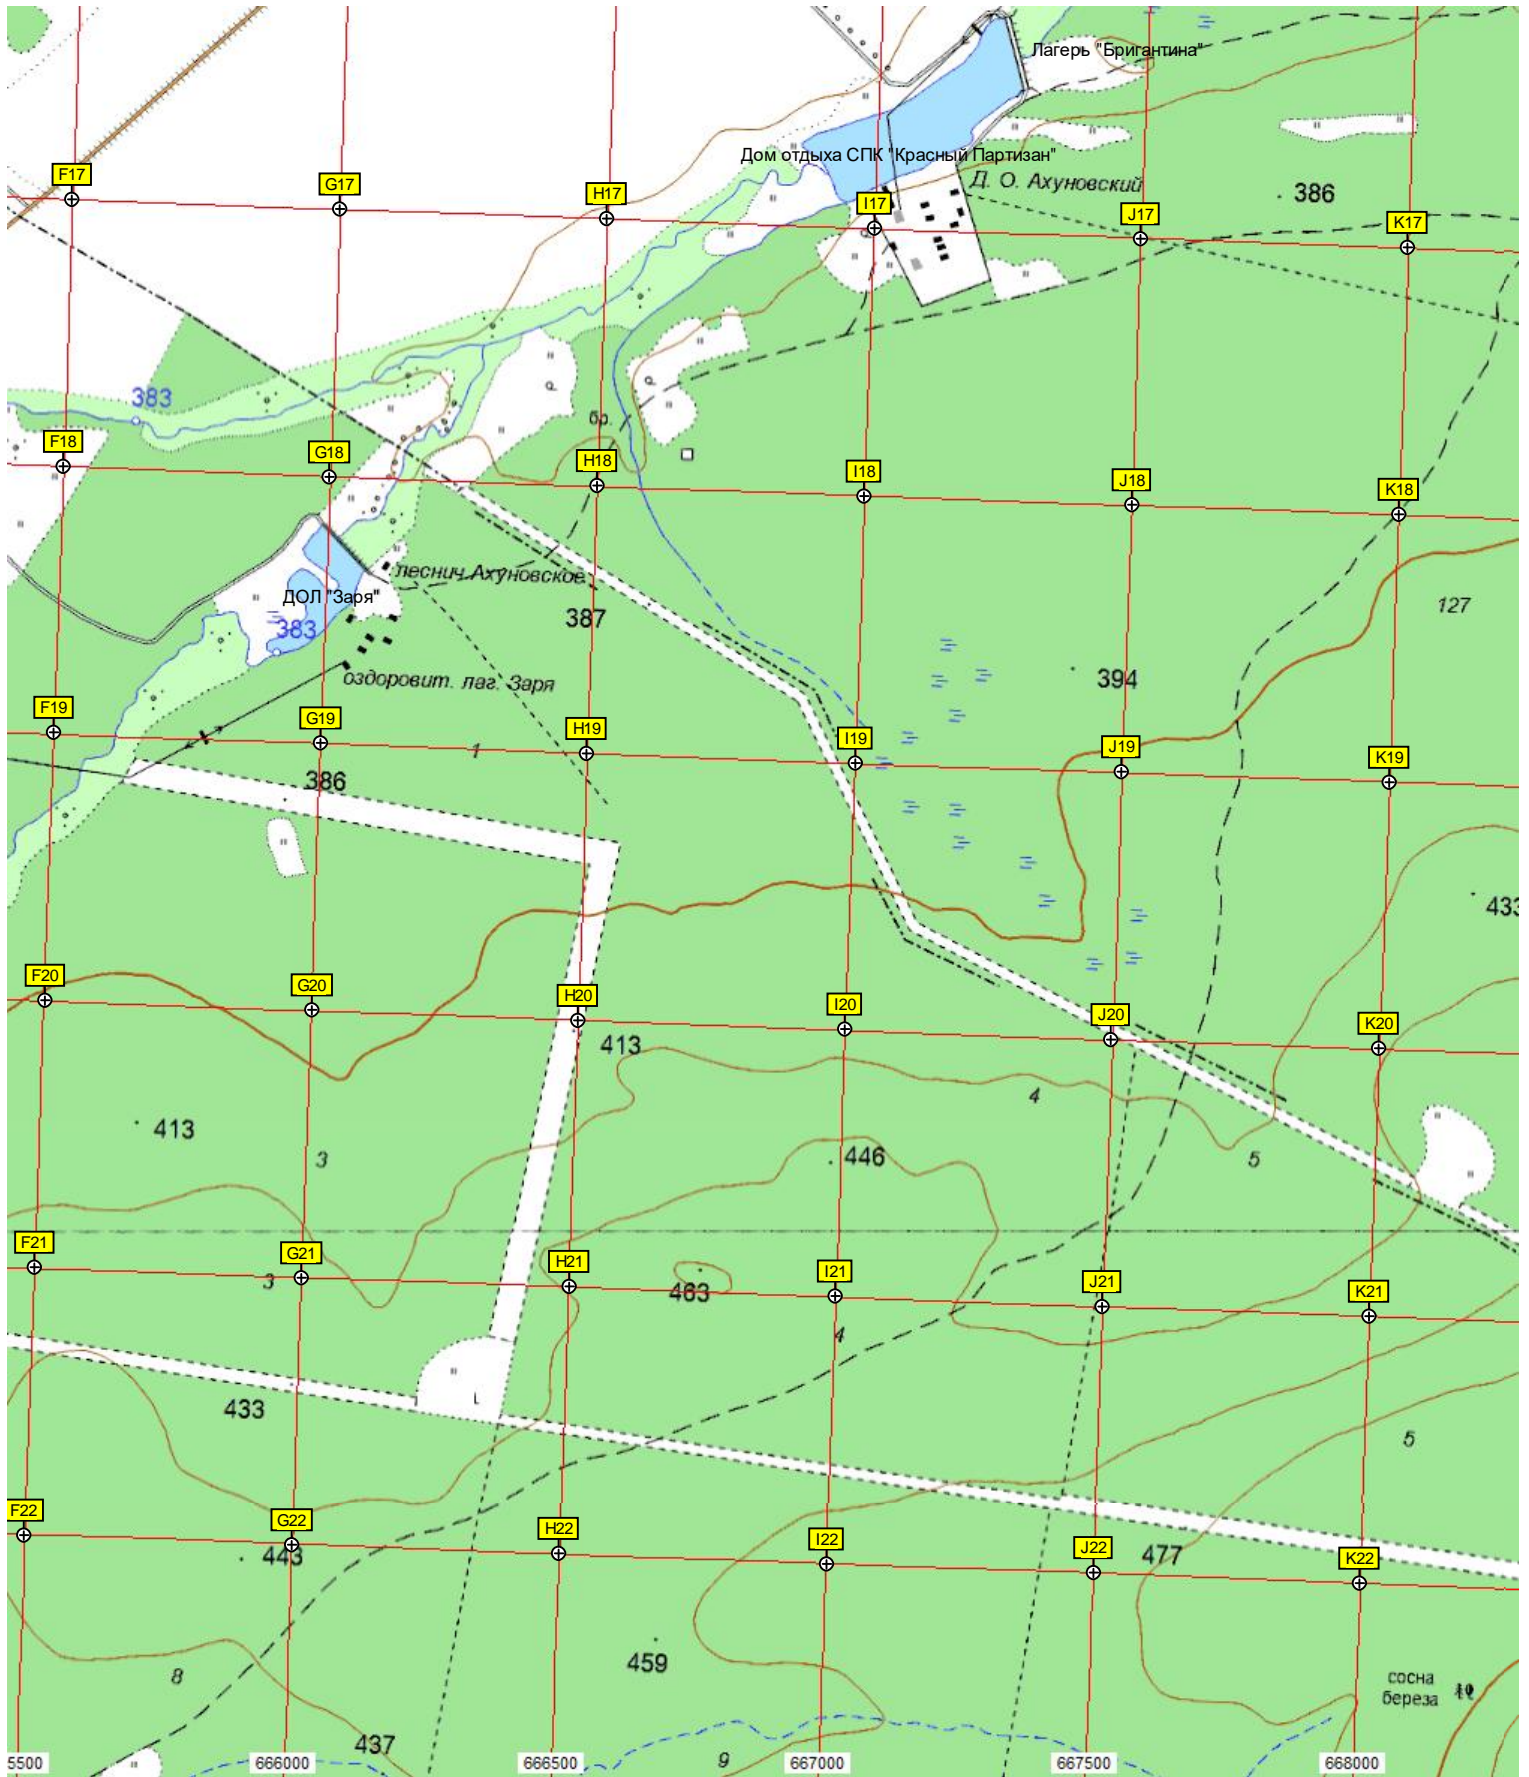 Лагерь "Бригантина"
Дом отдыха СПК "Красный Партизан"
F17
G17
H17
I17
Д. О. Ахуновский
386
J17
K17
383
бр.
F18
G18
H18
I18
J18
K18
леснич.Ахуновское
ДОЛ "Заря"
387
127
383
оздоровит. лаг. Заря
394
F19
G19
1
H19
I19
J19
K19
386
433
F20
G20
H20
I20
J20
K20
413
4
413
3
446
5
F21
G21
3
H21
463
I21
J21
K21
4
433
5
F22
G22
443
H22
I22
J22
477
K22
459
8
сосна
береза
437
9
5500
666000
666500
667000
667500
668000